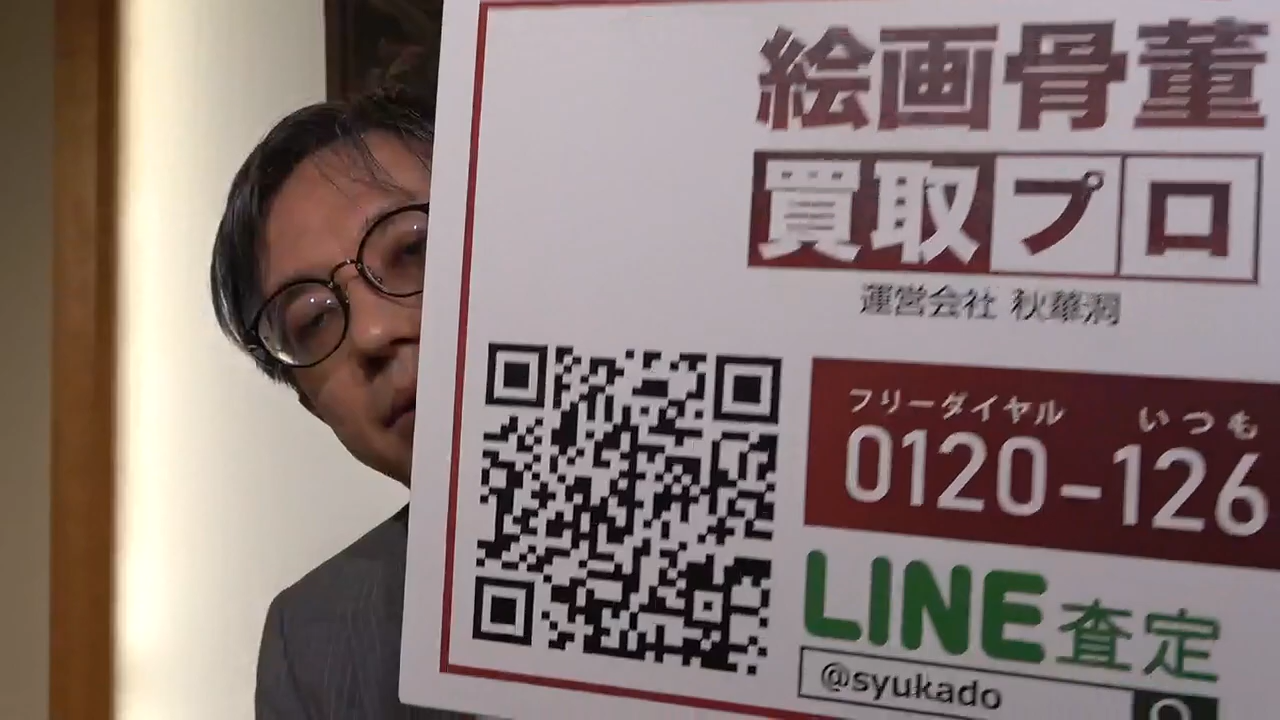 絵画骨董
買取プロ
運営会社 秋華洞
フリーダイヤル いつも
0120-126
LINE査定
@syukado